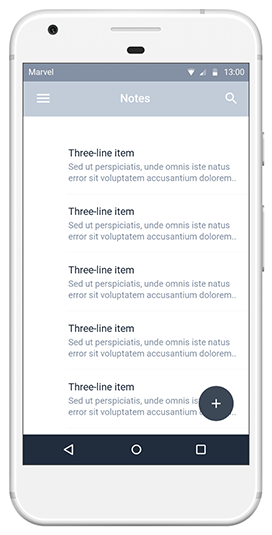 Marvel 13:00
Notes
Three-line item
Sed ut perspiciatis, unde omnis iste natus
error sit voluptatem accusantium dolorem..
Three-line item
Sed ut perspiciatis, unde omnis iste natus
error sit voluptatem accusantium dolorem..
Three-line item
Sed ut perspiciatis, unde omnis iste natus
error sit voluptatem accusantium dolorem..
Three-line item
Sed ut perspiciatis, unde omnis iste natus
error sit voluptatem accusantium dolorem..
Three-line item
Sed ut perspiciatis, unde omnis iste
error sit voluptatem accusantium